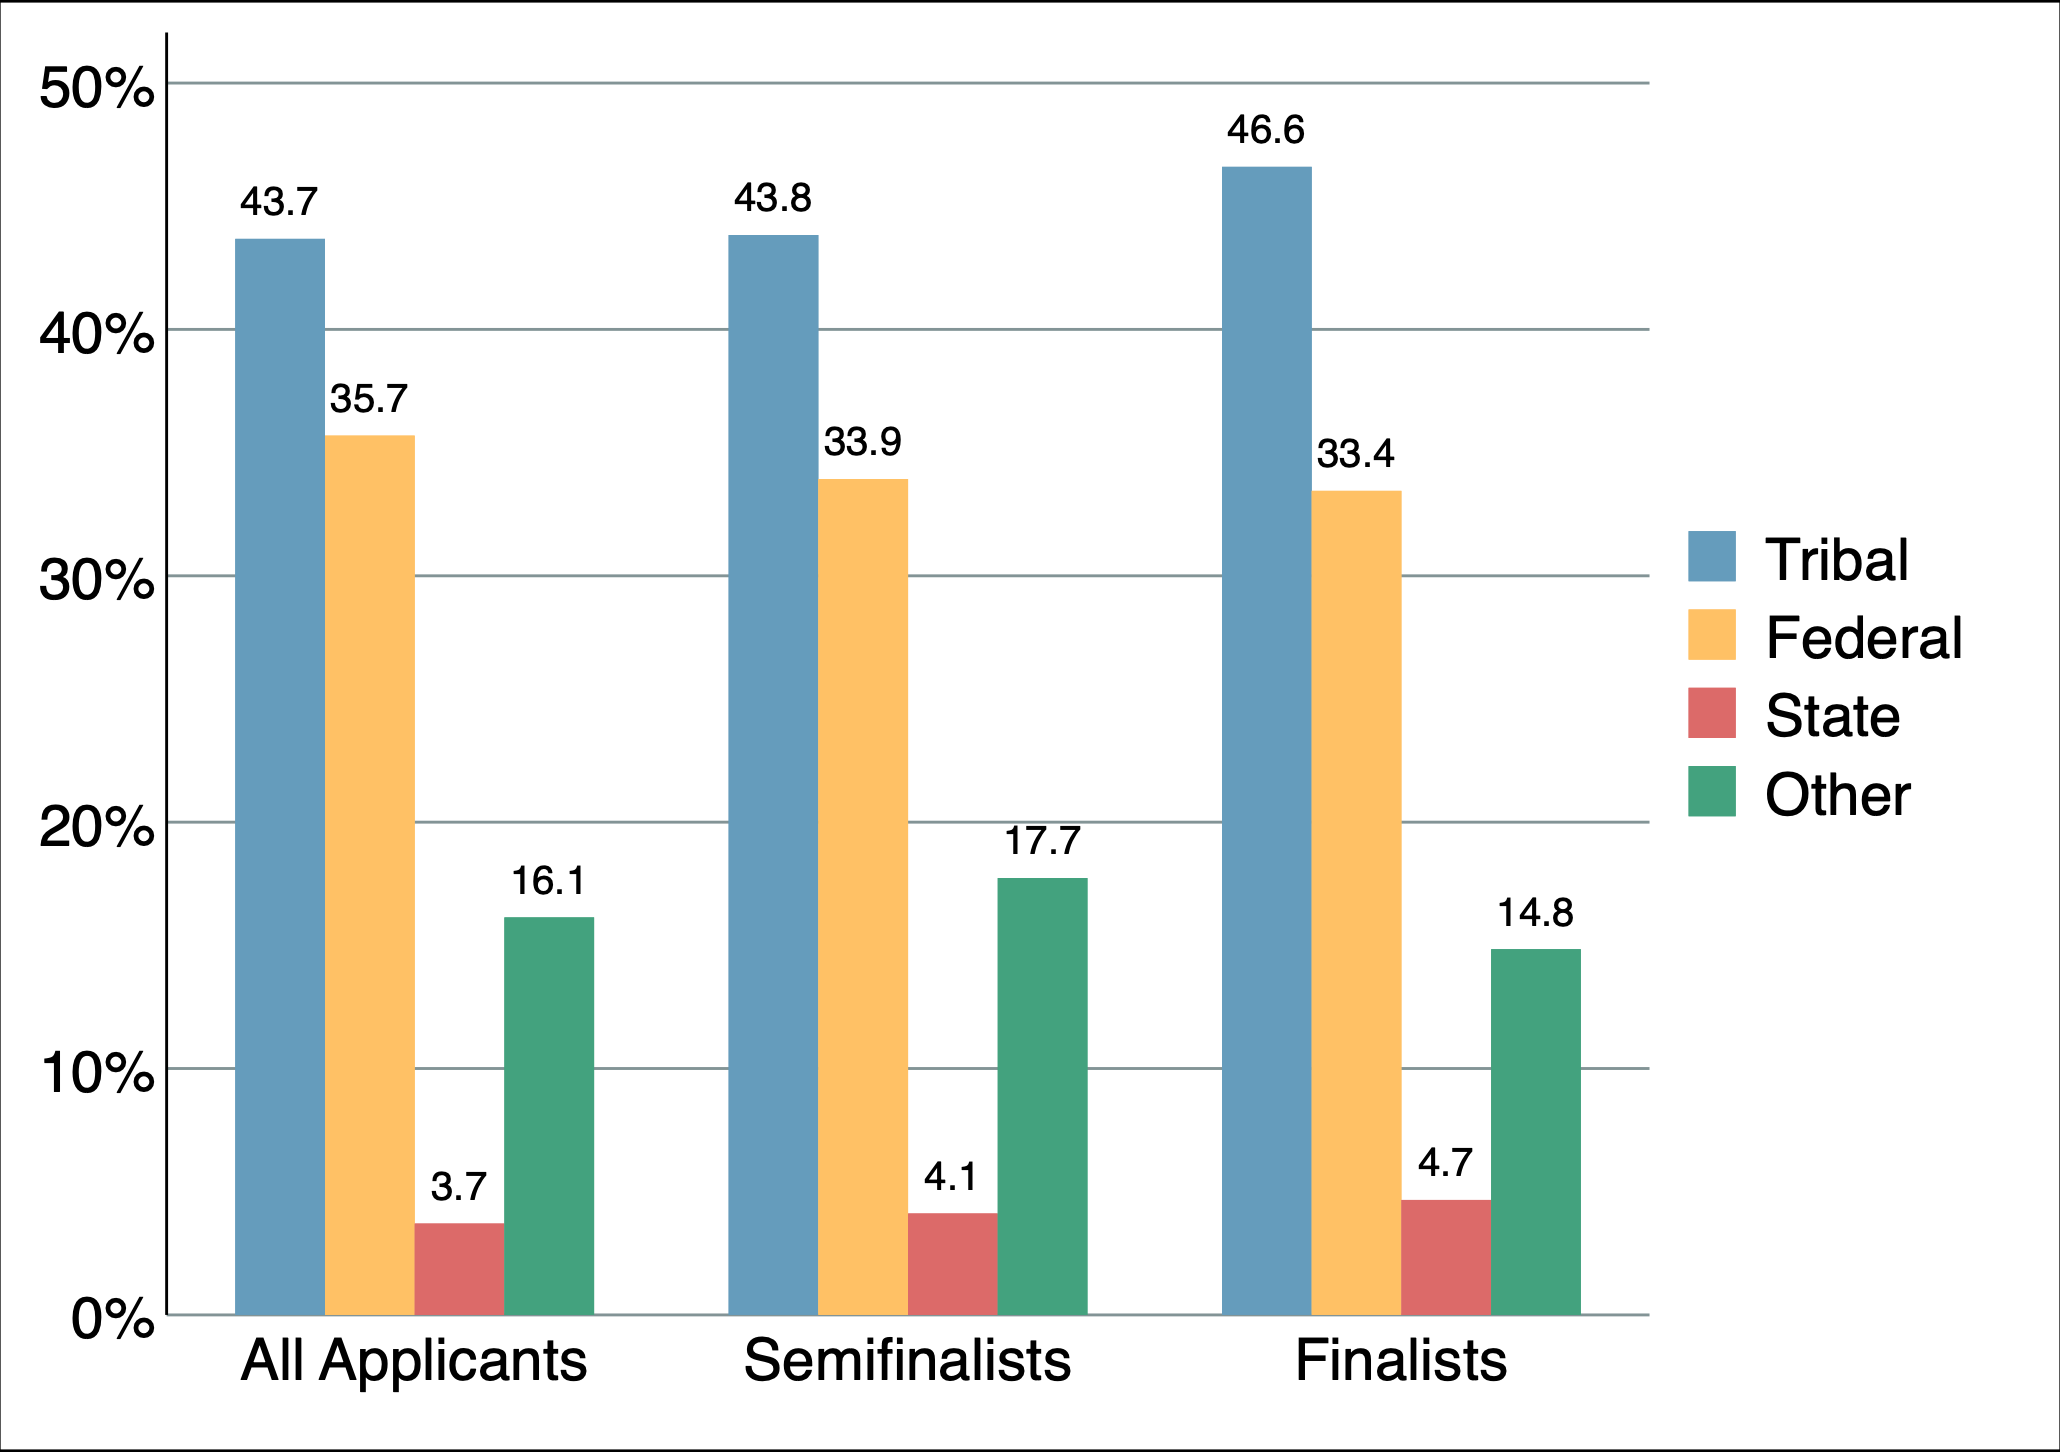 50%
40%
30%
20%
10%
0%
43.7
35.7
3.7
16.1
43.8
33.9
4.1
17.7
46.6
33.4
4.7
14.8
All Applicants
Semifinalists
Finalists
Tribal
Federal
State
Other